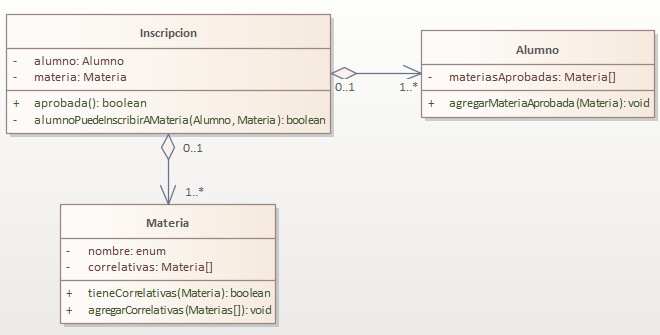 Inscripcion
- alumno: Alumno
- materia: Materia
+ aprobada(): boolean
- alumnoPuedeInscribirAMateria(Alumno, Materia): boolean
0..1
1..*
Alumno
- materiasAprobadas: Materia[]
+ agregarMateriaAprobada(Materia): void
0..1
1..*
Materia
- nombre: enum
- correlativas: Materia[]
+ tieneCorrelativas(Materia): boolean
+ agregarCorrelativas(Materias[]): void